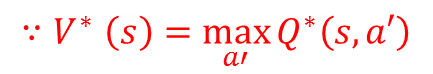 ∵ V* (s) = max Q*(s, a′)
a′